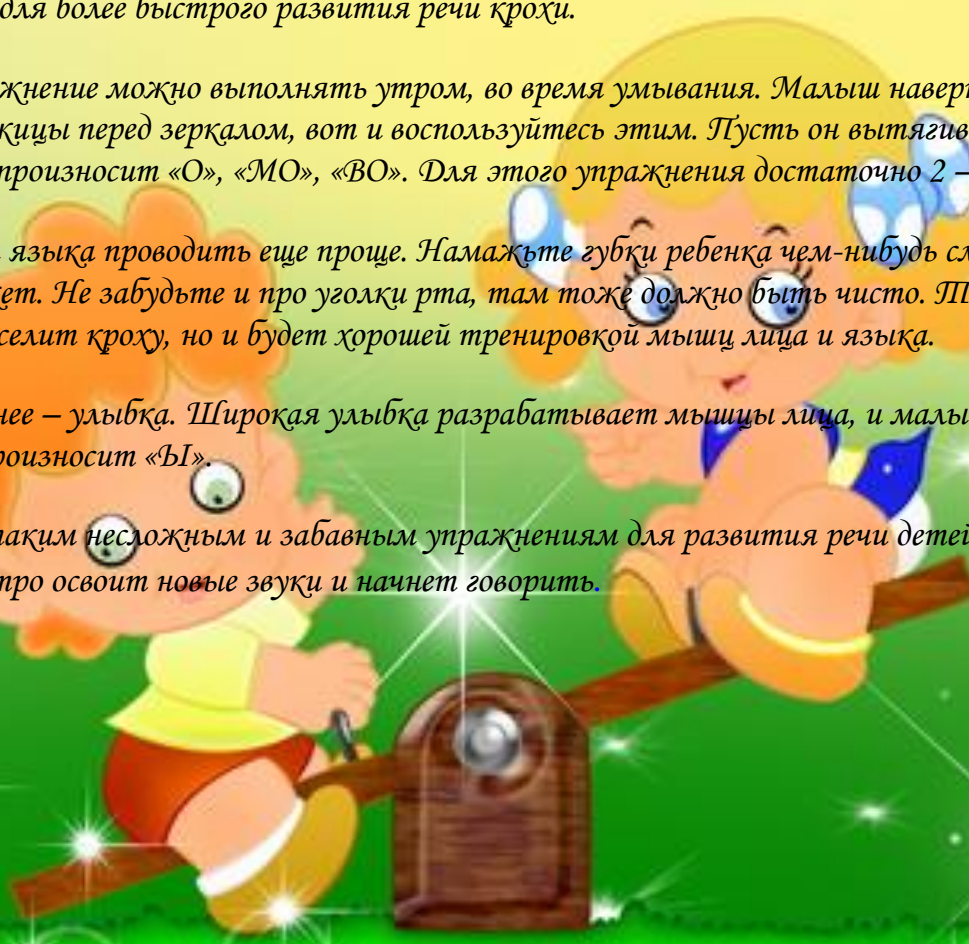 для более быстрого развития речи крохи.
жнение можно выполнять утром, во время умывания. Малыш наверн
жицы перед зеркалом, вот и воспользуйтесь этим. Пусть он вытягив
произносит «О», «МО», «ВО». Для этого упражнения достаточно 2 –
языка проводить еще проще. Намажьте губки ребенка чем-нибудь сл
ет. Не забудьте и про уголки рта, там тоже должно быть чисто. Т
селит кроху, но и будет хорошей тренировкой мышц лица и языка.
нее – улыбка. Широкая улыбка разрабатывает мышцы лица, и малы
роизносит «Ы».
таким несложным и забавным упражнениям для развития речи детей
тро освоит новые звуки и начнет говорить.